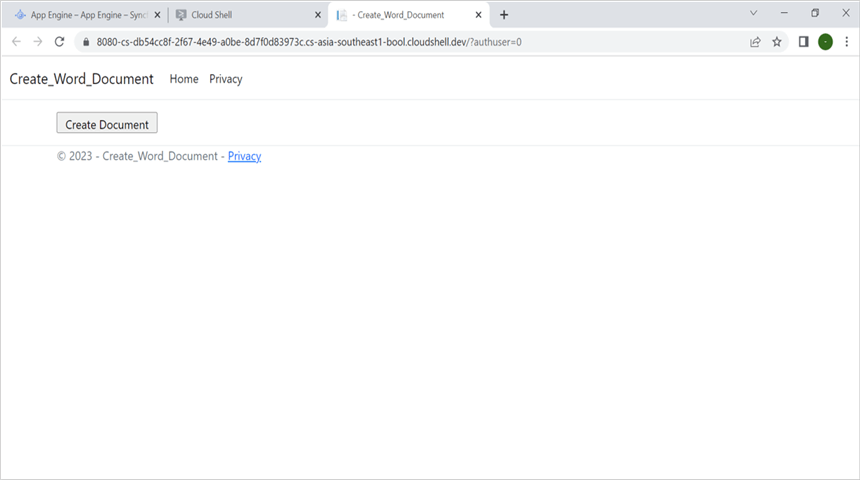 App Engine – App Engine – Syncf
Cloud Shell
- Create_Word_Document
8080-cs-db54cc8f-2f67-4e49-a0be-8d7f0d83973c.cs-asia-southeast1-bool.cloudshell.dev/?authuser=0
Create_Word_Document Home Privacy
Create Document
© 2023 - Create_Word_Document - Privacy